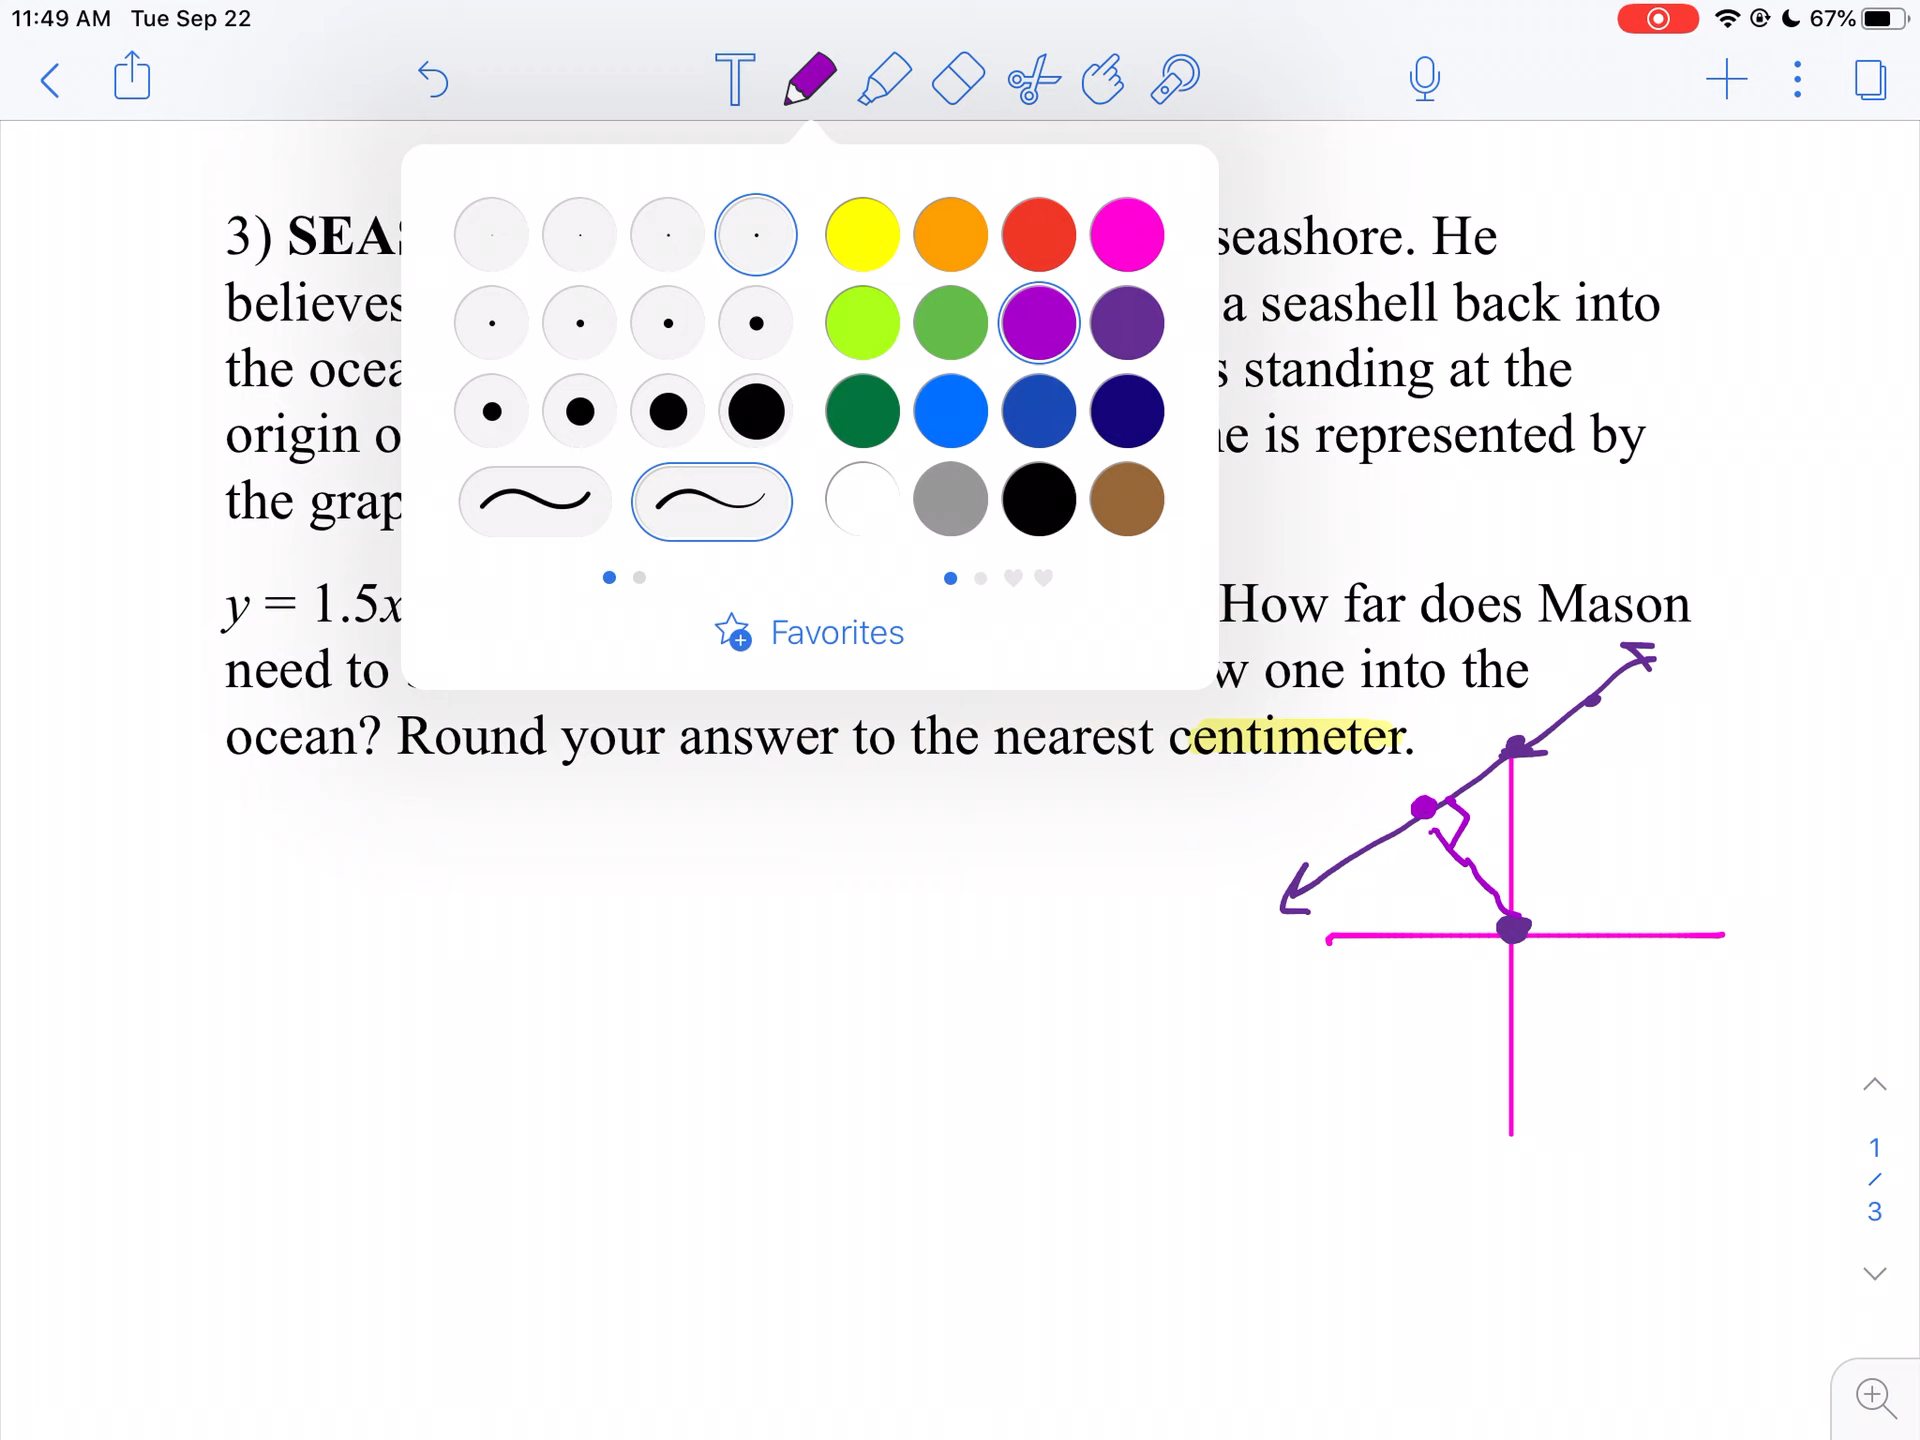 11:49 AM Tue Sep 22 67%
T
3) SEAS seashore. He
believes a seashell back into
the ocea s standing at the
origin o e is represented by
the grap
y = 1.5x How far does Mason
need to w one into the
ocean? Round your answer to the nearest centimeter.
Favorites
1
/
3